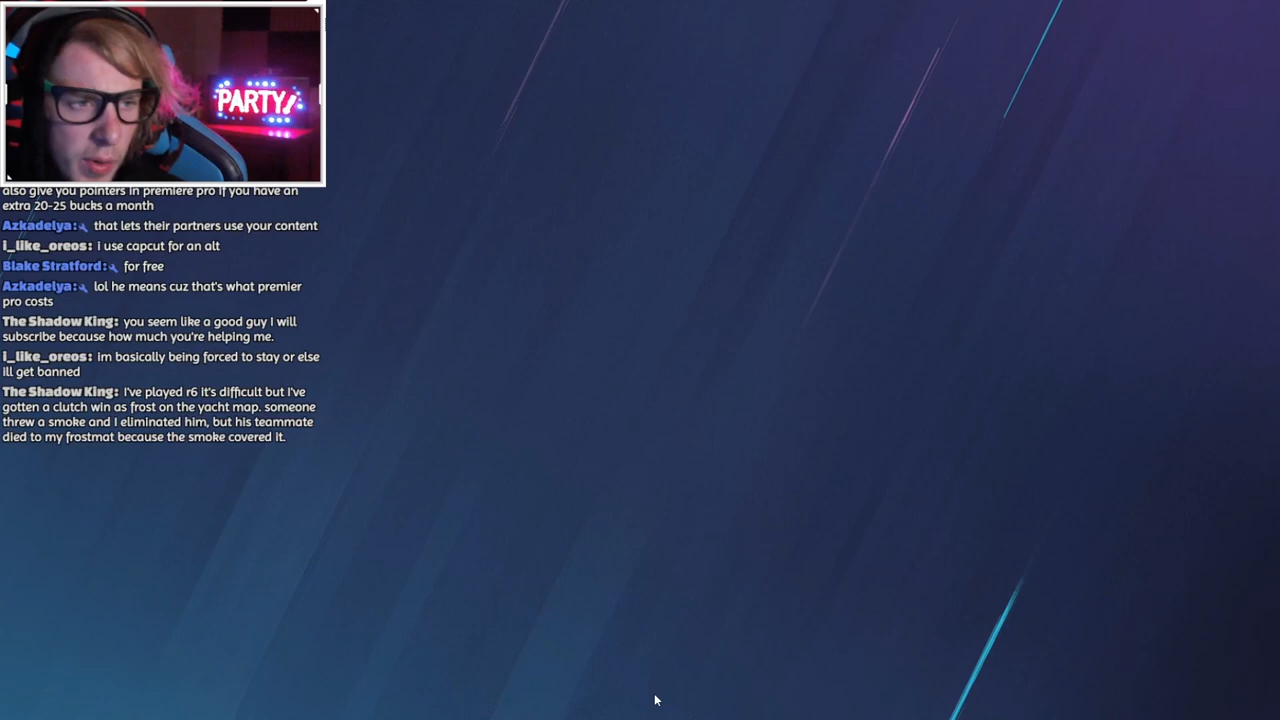 PARTY!
also give you pointers in premiere pro if you have an
extra 20-25 bucks a month
Azkadelya: that lets their partners use your content
i_like_oreos: i use capcut for an alt
Blake Stratford: for free
Azkadelya: lol he means cuz that's what premier
pro costs
The Shadow King: you seem like a good guy I will
subscribe because how much you're helping me.
i_like_oreos: im basically being forced to stay or else
ill get banned
The Shadow King: I've played r6 it's difficult but I've
gotten a clutch win as frost on the yacht map. someone
threw a smoke and I eliminated him, but his teammate
died to my frostmat because the smoke covered it.